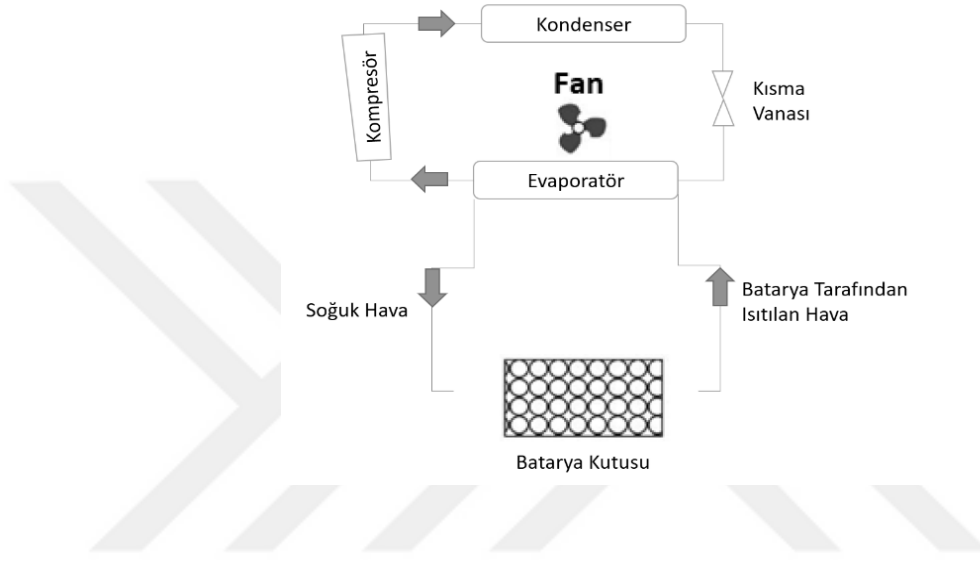 Kondenser
Kompresör
Fan
Kısma
Vanası
Evaporatör
Soğuk Hava
Batarya Tarafından
Isıtılan Hava
Batarya Kutusu